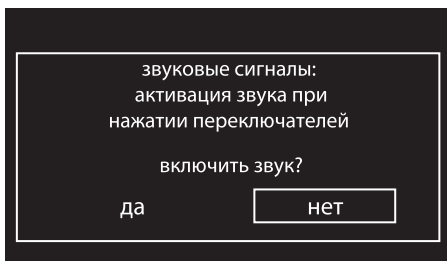 звуковые сигналы:
активация звука при
нажатии переключателей
включить звук?
да нет